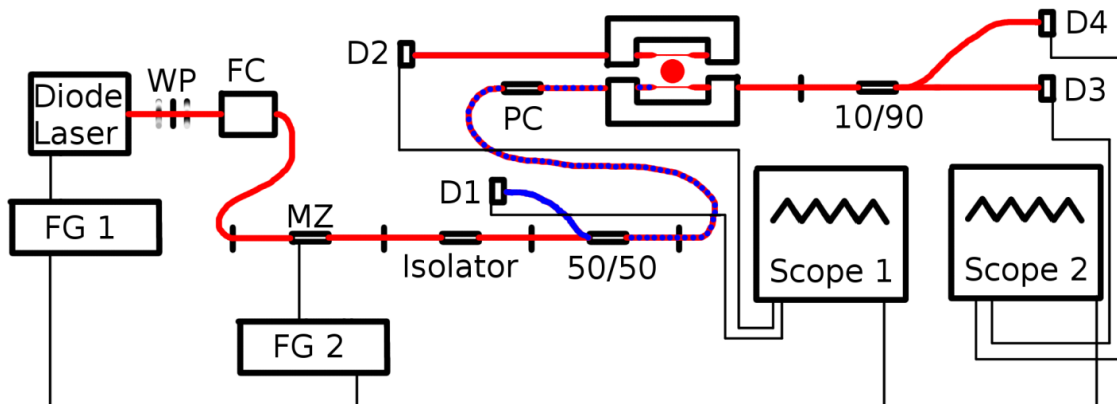 D4
D2
WP
FC
Diode
Laser
D3
PC
10/90
D1
MZ
FG 1
Isolator
50/50
Scope 1
Scope 2
FG 2